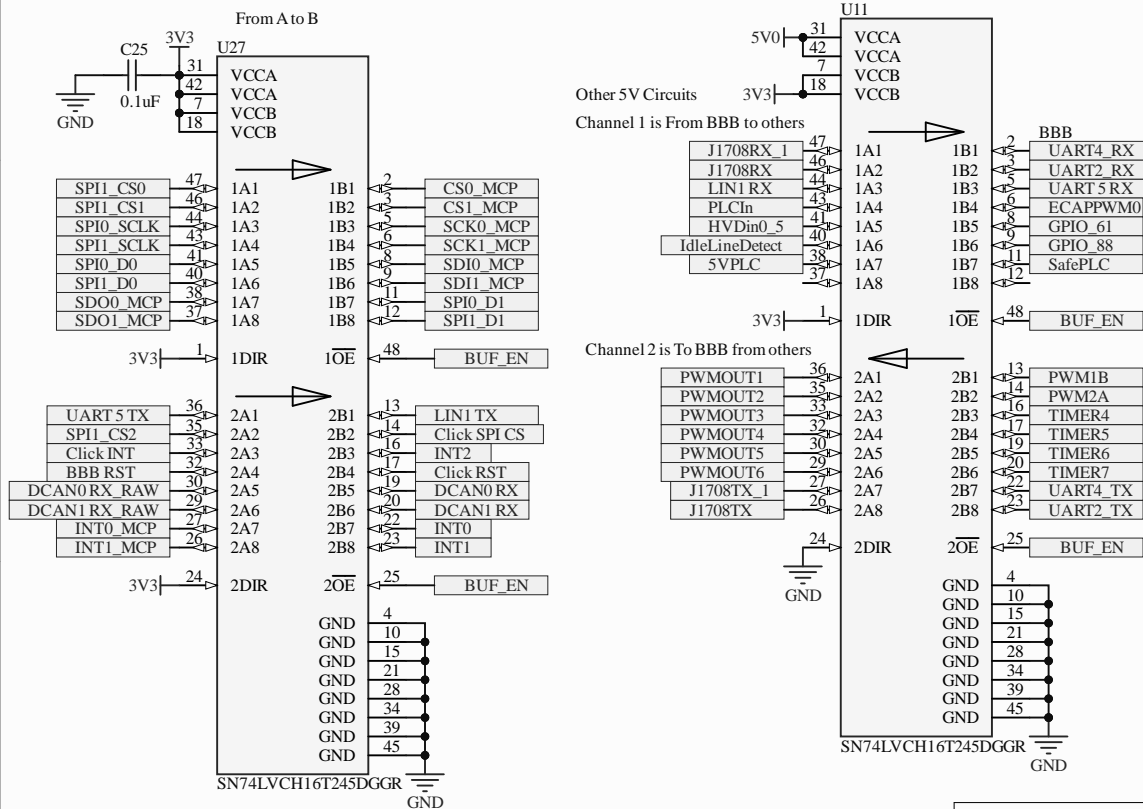 From A to B
3V3
C25
0.1uF
GND
U27
31 VCCA
42 VCCA
7 VCCB
18 VCCB
SPI1_CS0 47 1A1 1B1 2 CS0_MCP
SPI1_CS1 46 1A2 1B2 3 CS1_MCP
SPI0_SCLK 44 1A3 1B3 5 SCK0_MCP
SPI1_SCLK 43 1A4 1B4 6 SCK1_MCP
SPI0_D0 41 1A5 1B5 8 SDI0_MCP
SPI1_D0 40 1A6 1B6 9 SDI1_MCP
SDO0_MCP 38 1A7 1B7 11 SPI0_D1
SDO1_MCP 37 1A8 1B8 12 SPI1_D1
3V3 1 1DIR 1OE 48 BUF_EN
UART5 TX 36 2A1 2B1 13 LIN1 TX
SPI1_CS2 35 2A2 2B2 14 Click SPI CS
Click INT 33 2A3 2B3 16 INT2
BBB RST 32 2A4 2B4 17 Click RST
DCAN0 RX_RAW 30 2A5 2B5 19 DCAN0 RX
DCAN1 RX_RAW 29 2A6 2B6 20 DCAN1 RX
INT0_MCP 27 2A7 2B7 22 INT0
INT1_MCP 26 2A8 2B8 23 INT1
3V3 24 2DIR 2OE 25 BUF_EN
GND 4
GND 10
GND 15
GND 21
GND 28
GND 34
GND 39
GND 45
SN74LVCH16T245DGGR
GND
U11
5V0 31 VCCA
42 VCCA
7 VCCB
3V3 18 VCCB
Other 5V Circuits
Channel 1 is From BBB to others
BBB
J1708RX_1 47 1A1 1B1 2 UART4_RX
J1708RX 46 1A2 1B2 3 UART2_RX
LIN1 RX 44 1A3 1B3 5 UART5 RX
PLCIn 43 1A4 1B4 6 ECAPPWM0
HVDin0_5 41 1A5 1B5 8 GPIO_61
IdleLineDetect 40 1A6 1B6 9 GPIO_88
5VPLC 38 1A7 1B7 11 SafePLC
37 1A8 1B8 12
3V3 1 1DIR 1OE 48 BUF_EN
Channel 2 is To BBB from others
PWMOUT1 36 2A1 2B1 13 PWM1B
PWMOUT2 35 2A2 2B2 14 PWM2A
PWMOUT3 33 2A3 2B3 16 TIMER4
PWMOUT4 32 2A4 2B4 17 TIMER5
PWMOUT5 30 2A5 2B5 19 TIMER6
PWMOUT6 29 2A6 2B6 20 TIMER7
J1708TX_1 27 2A7 2B7 22 UART4_TX
J1708TX 26 2A8 2B8 23 UART2_TX
24 2DIR 2OE 25 BUF_EN
GND
GND 4
GND 10
GND 15
GND 21
GND 28
GND 34
GND 39
GND 45
SN74LVCH16T245DGGR
GND